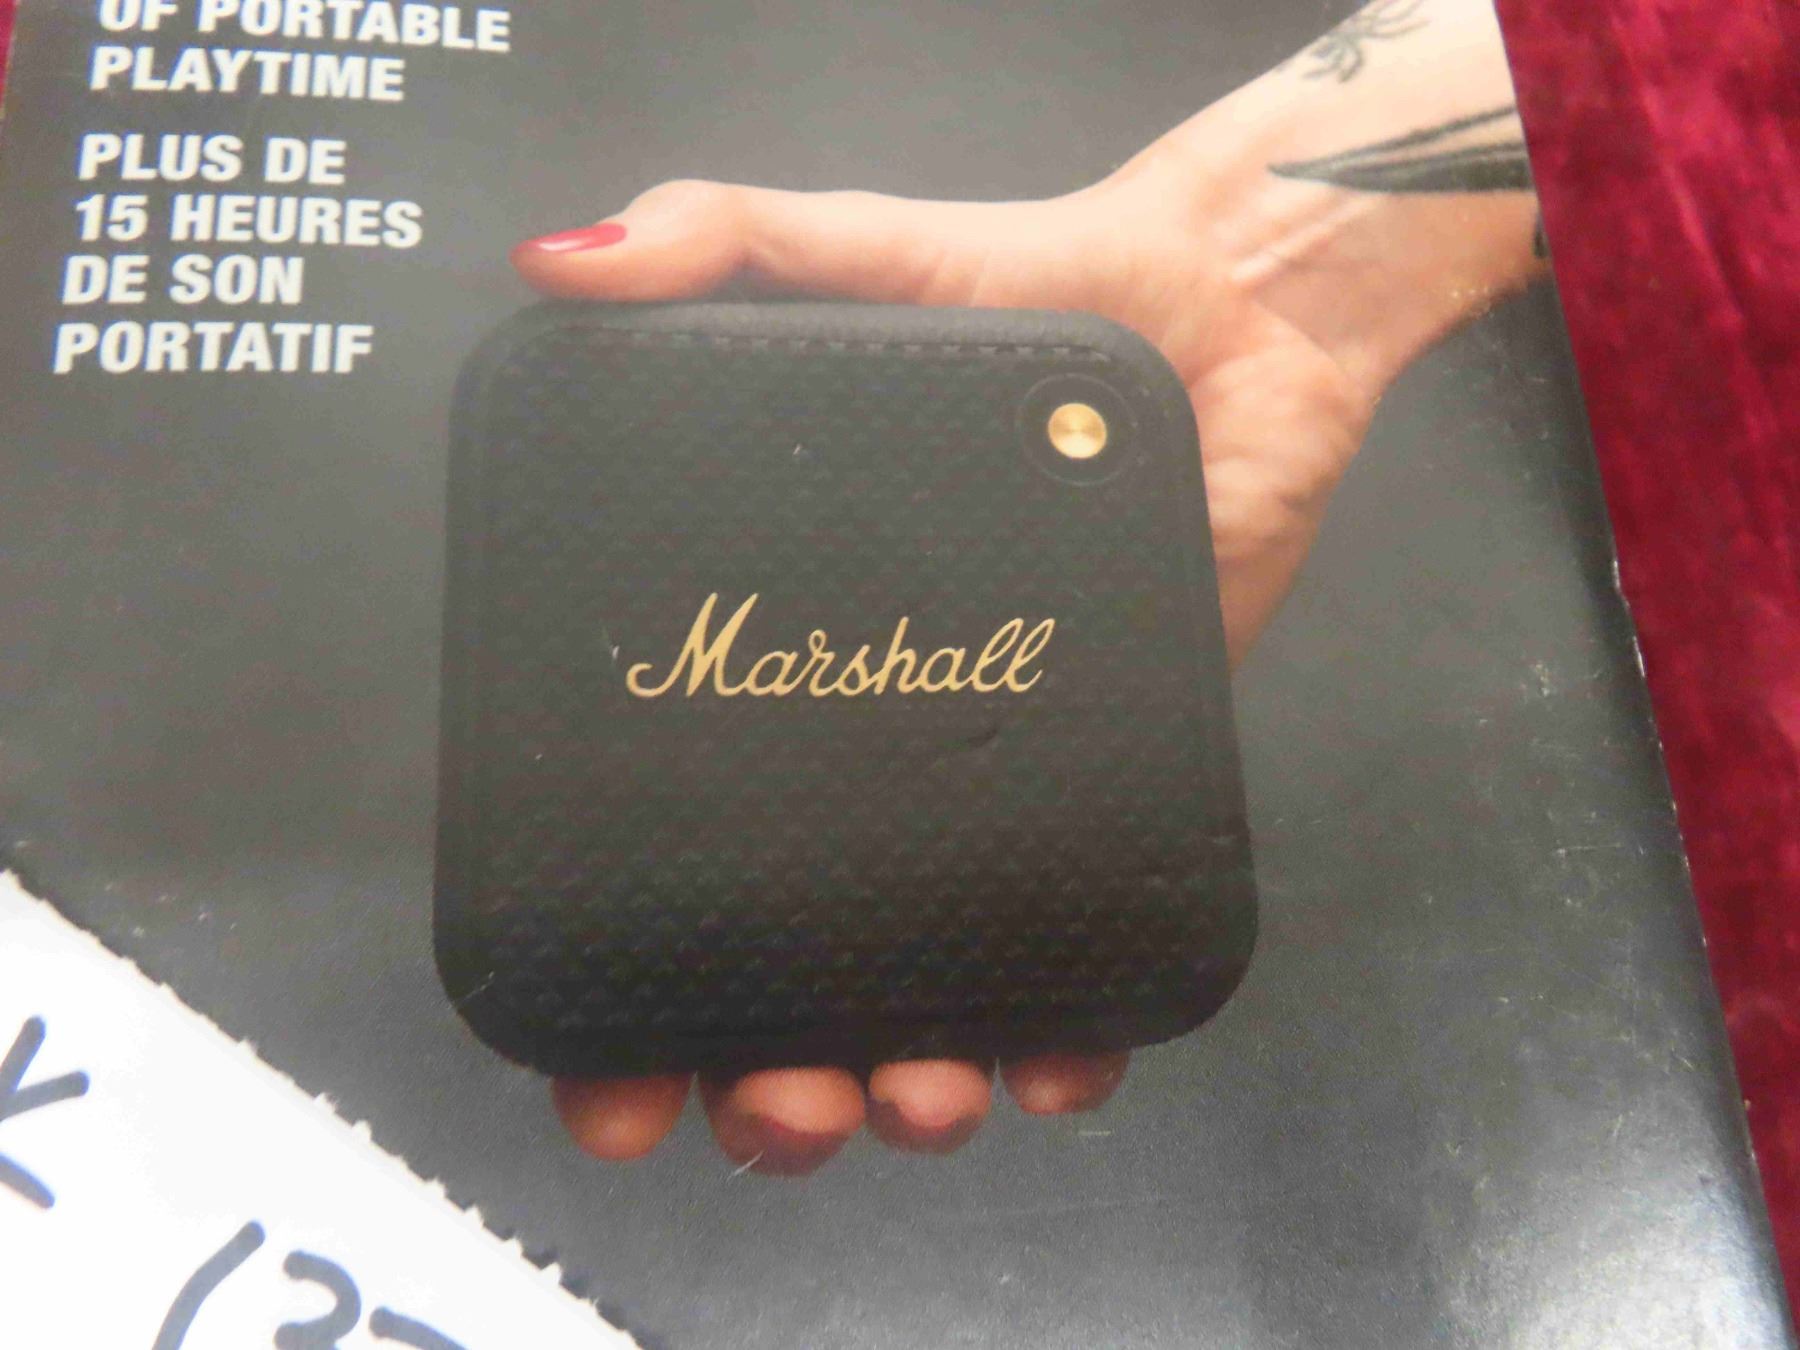 OF PORTABLE
PLAYTIME
PLUS DE
15 HEURES
DE SON
PORTATIF
Marshall